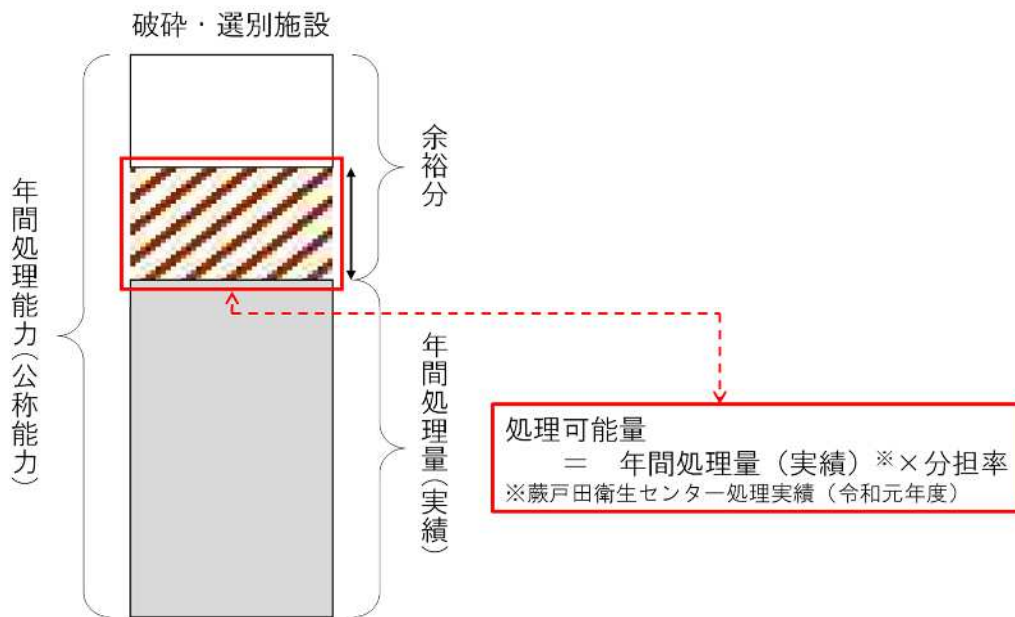 破砕・選別施設
余裕分
年間処理能力(公称能力)
年間処理量(実績)
処理可能量
＝ 年間処理量（実績）※×分担率
※蕨戸田衛生センター処理実績（令和元年度）